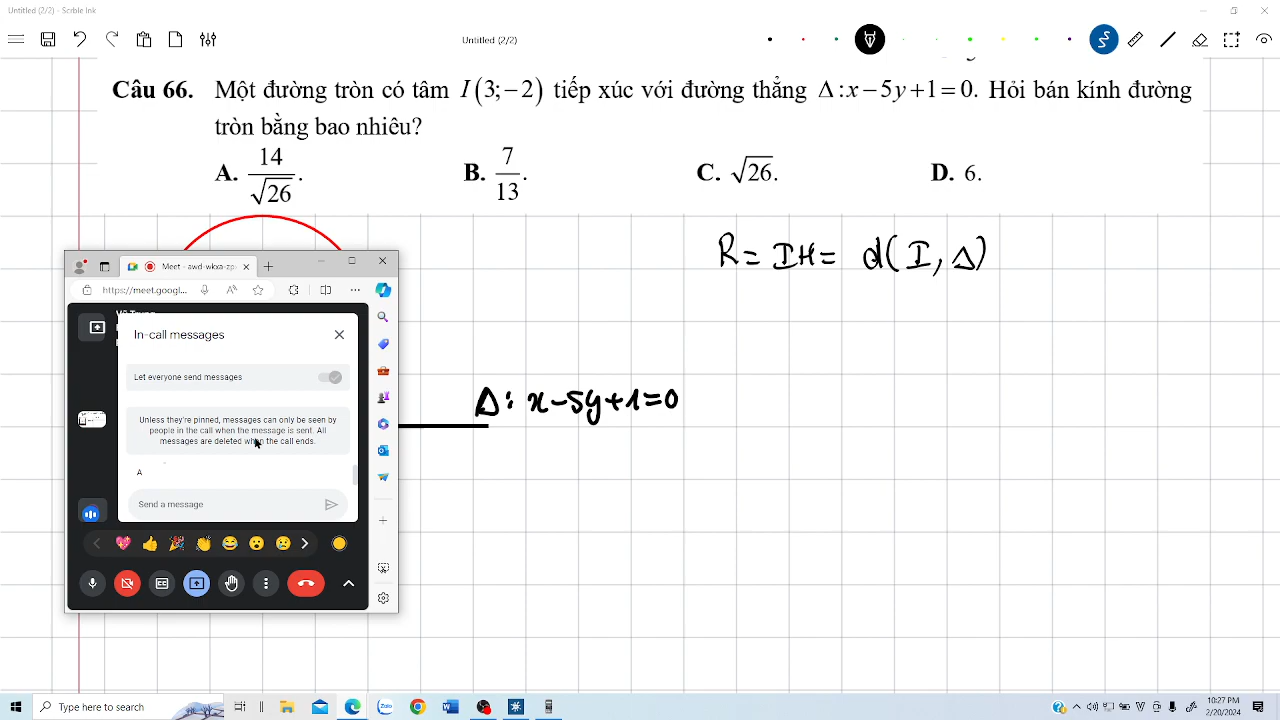 Untitled (2/2) - Scrble Ink
Untitled (2/2)
Câu 66. Một đường tròn có tâm I(3;−2) tiếp xúc với đường thẳng Δ:x−5y+1=0. Hỏi bán kính đường
tròn bằng bao nhiêu?
A. 14/√26. B. 7/13. C. √26. D. 6.
R = IH = d(I, Δ)
Meet - awd-wkxa-zp
https://meet.googl...
In-call messages
Let everyone send messages
Unless they're pinned, messages can only be seen by
people in the call when the message is sent. All
messages are deleted when the call ends.
A
Send a message
Δ: x-5y+1=0
Type here to search
10:27 PM
2/20/2024